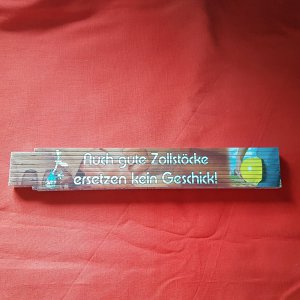 Auch gute Zollstöcke
ersetzen kein Geschick!